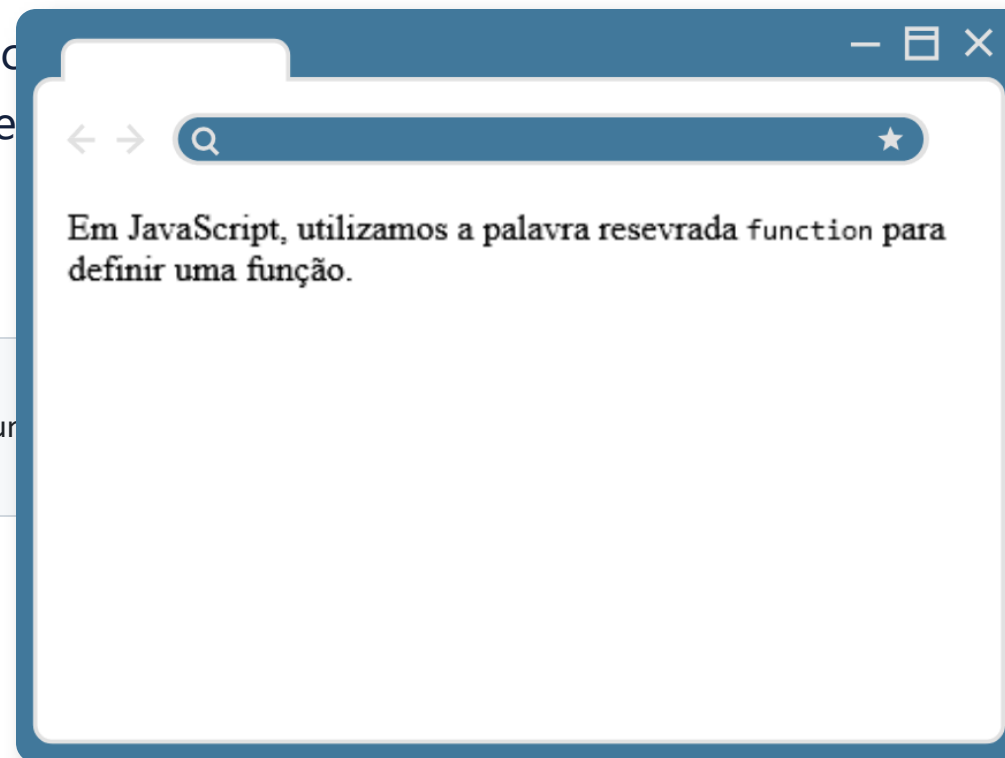 Em JavaScript, utilizamos a palavra resevrada function para
definir uma função.